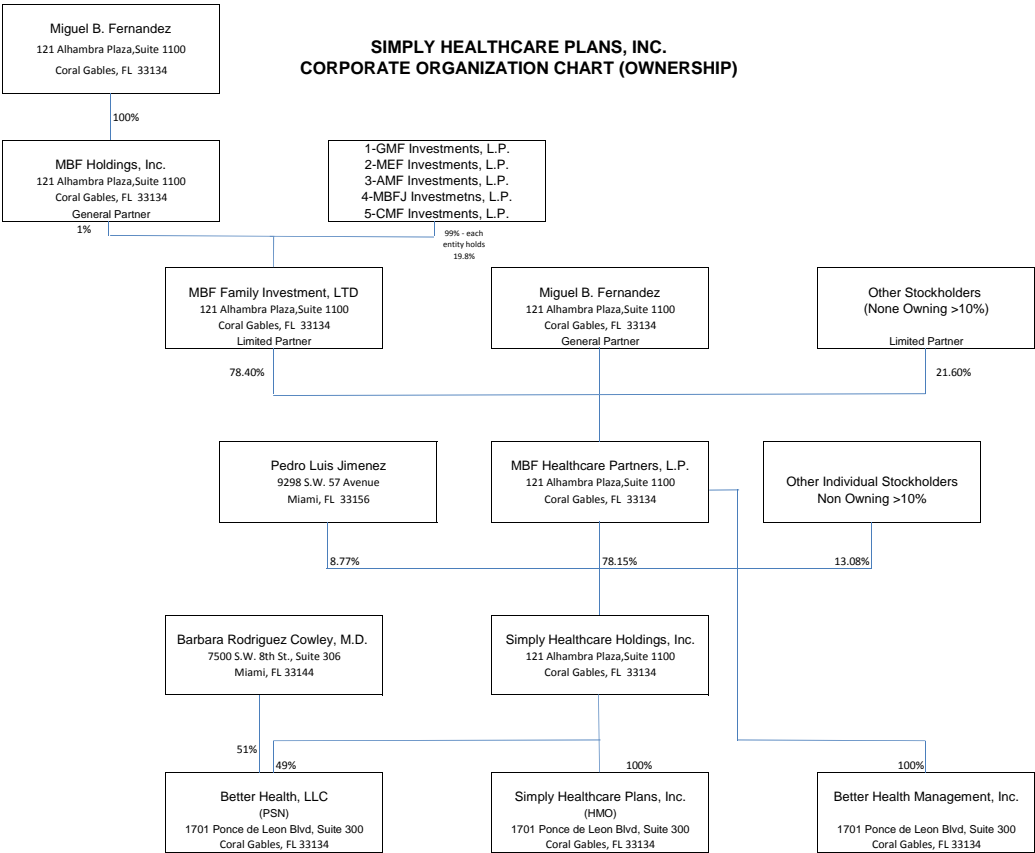 Miguel B. Fernandez
121 Alhambra Plaza,Suite 1100
Coral Gables, FL 33134
SIMPLY HEALTHCARE PLANS, INC.
CORPORATE ORGANIZATION CHART (OWNERSHIP)
100%
MBF Holdings, Inc.
121 Alhambra Plaza,Suite 1100
Coral Gables, FL 33134
General Partner
1%
1-GMF Investments, L.P.
2-MEF Investments, L.P.
3-AMF Investments, L.P.
4-MBFJ Investmetns, L.P.
5-CMF Investments, L.P.
99% - each
entity holds
19.8%
MBF Family Investment, LTD
121 Alhambra Plaza,Suite 1100
Coral Gables, FL 33134
Limited Partner
78.40%
Miguel B. Fernandez
121 Alhambra Plaza,Suite 1100
Coral Gables, FL 33134
General Partner
Other Stockholders
(None Owning >10%)
Limited Partner
21.60%
Pedro Luis Jimenez
9298 S.W. 57 Avenue
Miami, FL 33156
8.77%
MBF Healthcare Partners, L.P.
121 Alhambra Plaza,Suite 1100
Coral Gables, FL 33134
78.15%
Other Individual Stockholders
Non Owning >10%
13.08%
Barbara Rodriguez Cowley, M.D.
7500 S.W. 8th St., Suite 306
Miami, FL 33144
51%
Simply Healthcare Holdings, Inc.
121 Alhambra Plaza,Suite 1100
Coral Gables, FL 33134
49%
100%
100%
Better Health, LLC
(PSN)
1701 Ponce de Leon Blvd, Suite 300
Coral Gables, FL 33134
Simply Healthcare Plans, Inc.
(HMO)
1701 Ponce de Leon Blvd, Suite 300
Coral Gables, FL 33134
Better Health Management, Inc.
1701 Ponce de Leon Blvd, Suite 300
Coral Gables, FL 33134